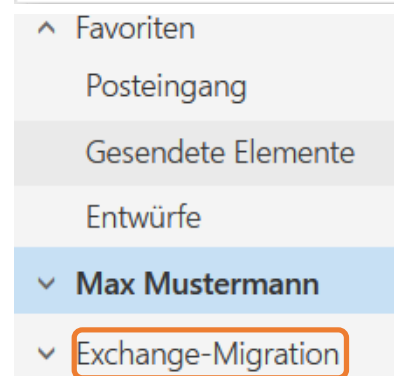 Favoriten
Posteingang
Gesendete Elemente
Entwürfe
Max Mustermann
Exchange-Migration